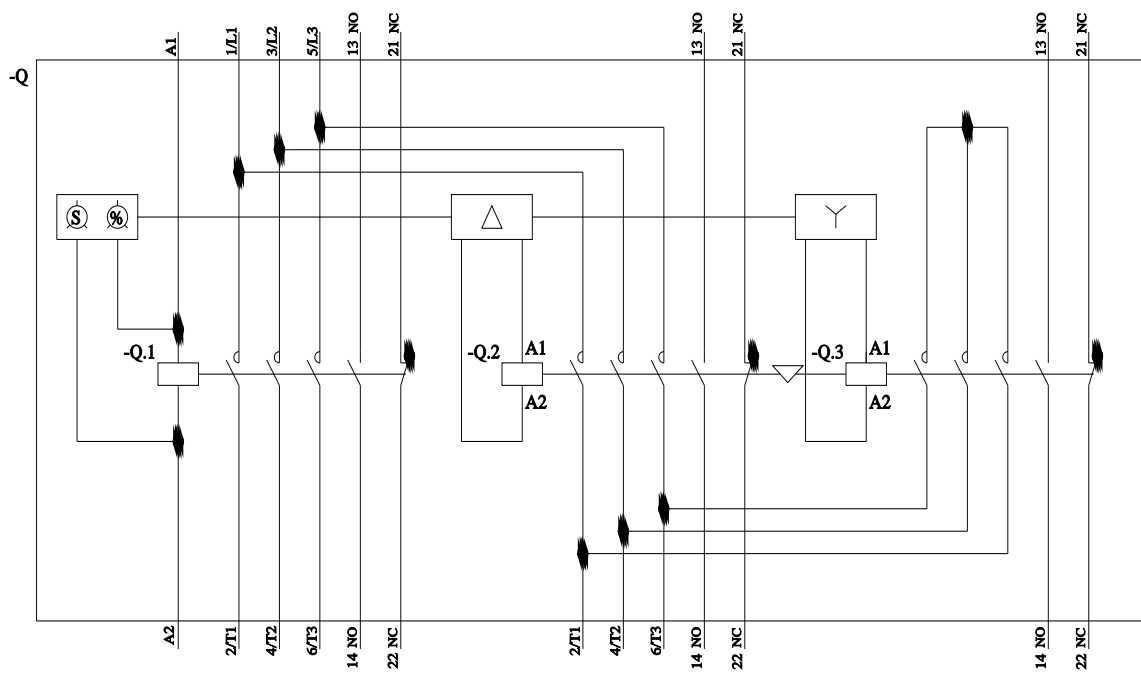 A1
1/L1
3/L2
5/L3
13 NO
21 NC
13 NO
21 NC
13 NO
21 NC
-Q
S
%
-Q.1
-Q.2
A1
A2
-Q.3
A1
A2
A2
2/T1
4/T2
6/T3
14 NO
22 NC
2/T1
4/T2
6/T3
14 NO
22 NC
14 NO
22 NC